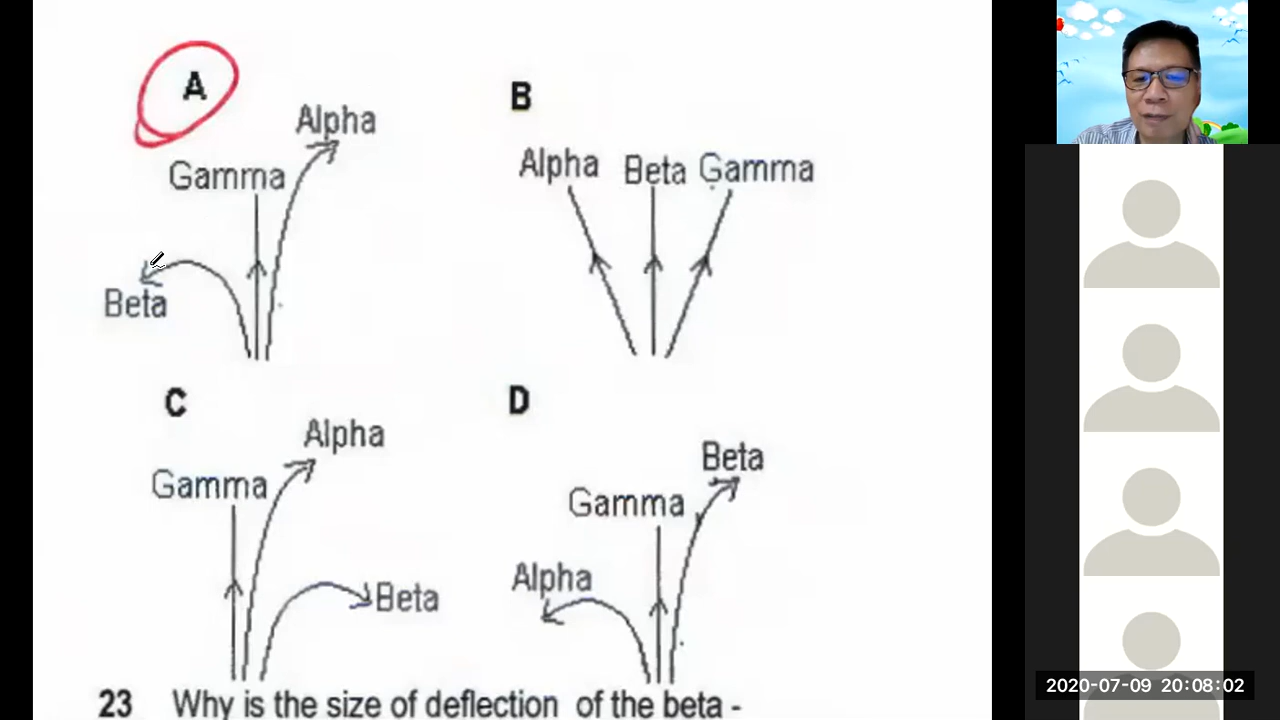 A
Alpha
Gamma
Beta
B
Alpha Beta Gamma
C
Alpha
Gamma
Beta
D
Beta
Gamma
Alpha
23 Why is the size of deflection of the beta -
2020-07-09 20:08:02